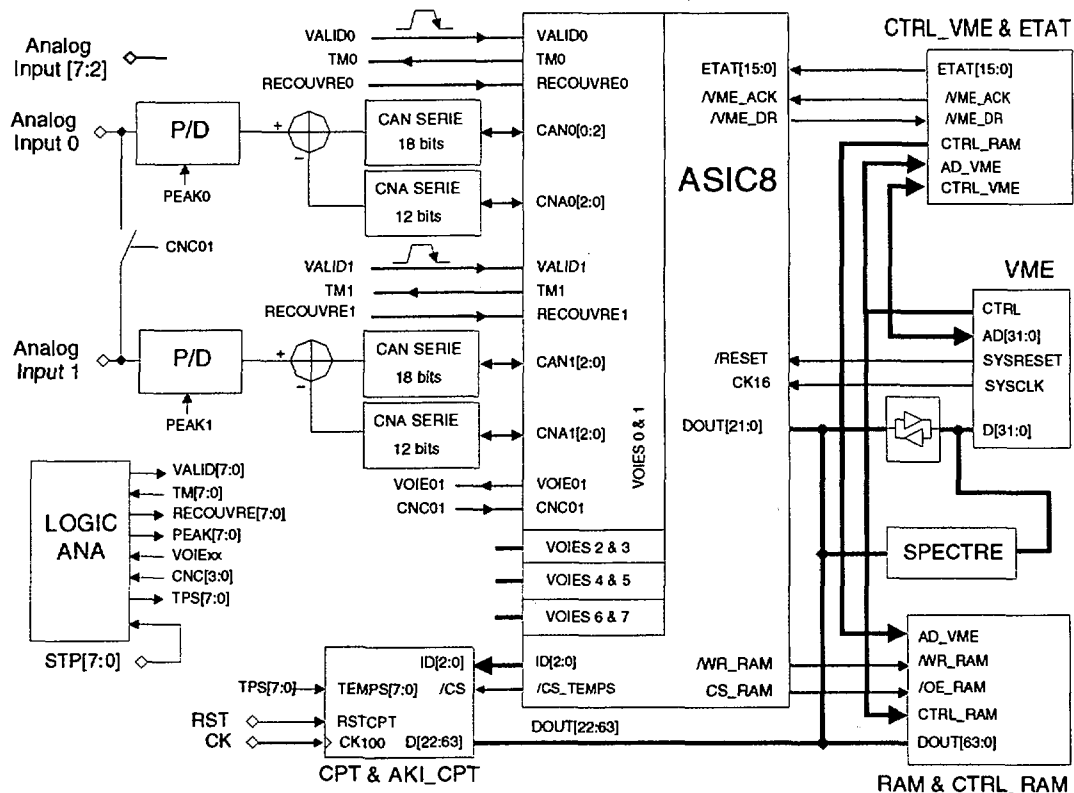 Analog
Input [7:2]
Analog
Input 0
P/D
PEAK0
CNC01
Analog
Input 1
P/D
PEAK1
VALID0
TM0
RECOUVRE0
CAN SERIE
18 bits
CNA SERIE
12 bits
VALID1
TM1
RECOUVRE1
CAN SERIE
18 bits
CNA SERIE
12 bits
VOIE01
CNC01
VALID0
TM0
RECOUVRE0
CAN0[0:2]
CNA0[2:0]
VALID1
TM1
RECOUVRE1
CAN1[2:0]
CNA1[2:0]
VOIE01
CNC01
VOIES 0 & 1
VOIES 2 & 3
VOIES 4 & 5
VOIES 6 & 7
ID[2:0]
/CS_TEMPS
ASIC8
ETAT[15:0]
/VME_ACK
/VME_DR
/RESET
CK16
DOUT[21:0]
/WR_RAM
CS_RAM
DOUT[22:63]
CTRL_VME & ETAT
ETAT[15:0]
/VME_ACK
/VME_DR
CTRL_RAM
AD_VME
CTRL_VME
VME
CTRL
AD[31:0]
SYSRESET
SYSCLK
D[31:0]
SPECTRE
AD_VME
/WR_RAM
/OE_RAM
CTRL_RAM
DOUT[63:0]
RAM & CTRL_RAM
LOGIC
ANA
VALID[7:0]
TM[7:0]
RECOUVRE[7:0]
PEAK[7:0]
VOIExx
CNC[3:0]
TPS[7:0]
STP[7:0]
TPS[7:0]
RST
CK
ID[2:0]
TEMPS[7:0]
/CS
RSTCPT
CK100
D[22:63]
CPT & AKI_CPT